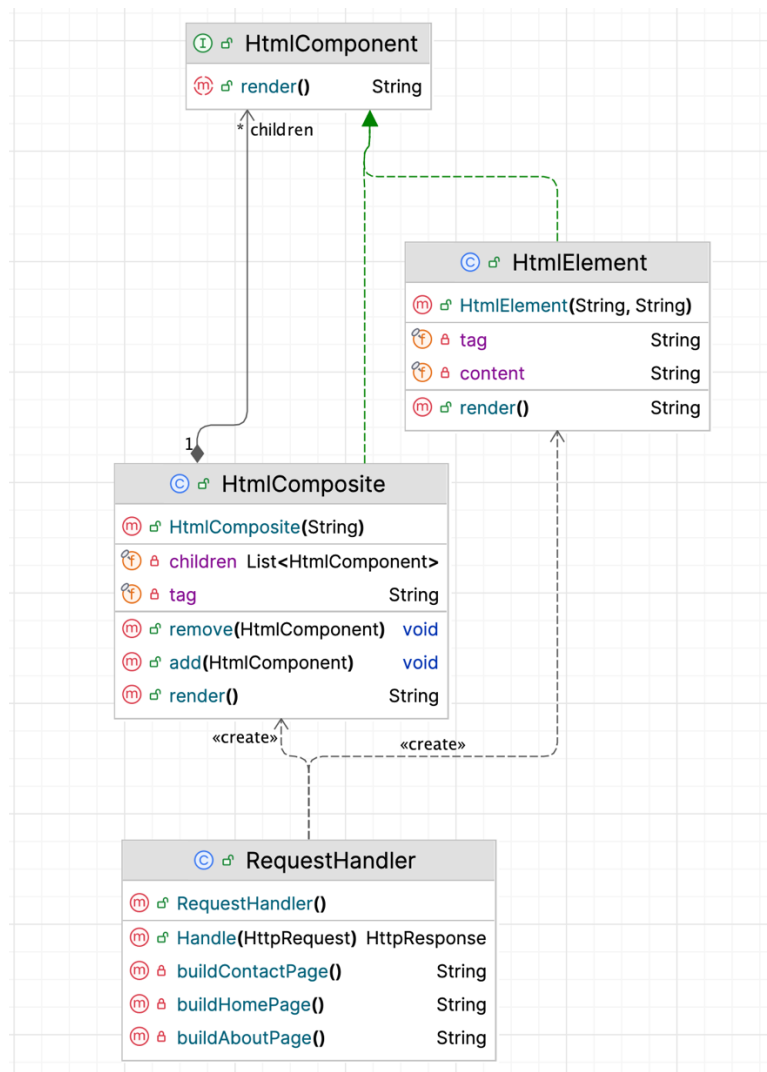 HtmlComponent
render() String
* children
HtmlElement
HtmlElement(String, String)
tag String
content String
render() String
1
HtmlComposite
HtmlComposite(String)
children List<HtmlComponent>
tag String
remove(HtmlComponent) void
add(HtmlComponent) void
render() String
«create» «create»
RequestHandler
RequestHandler()
Handle(HttpRequest) HttpResponse
buildContactPage() String
buildHomePage() String
buildAboutPage() String